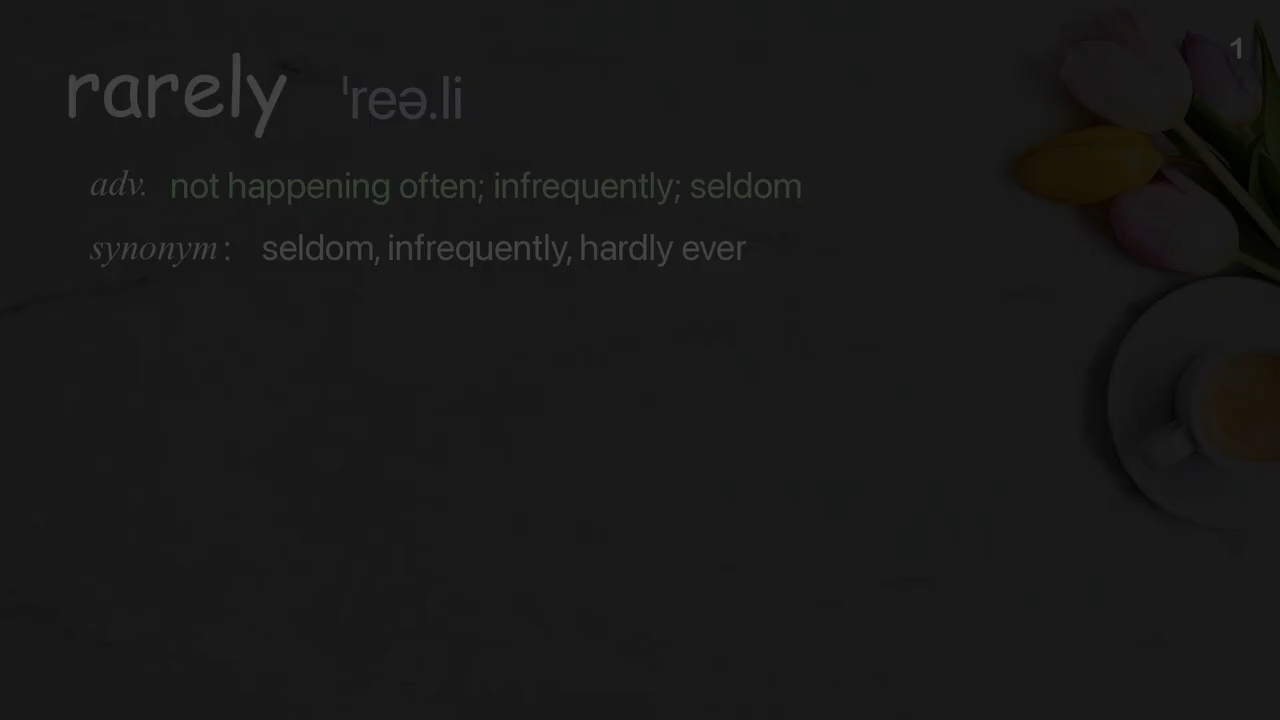 1
rarely 'reə.li
adv. not happening often; infrequently; seldom
synonym: seldom, infrequently, hardly ever